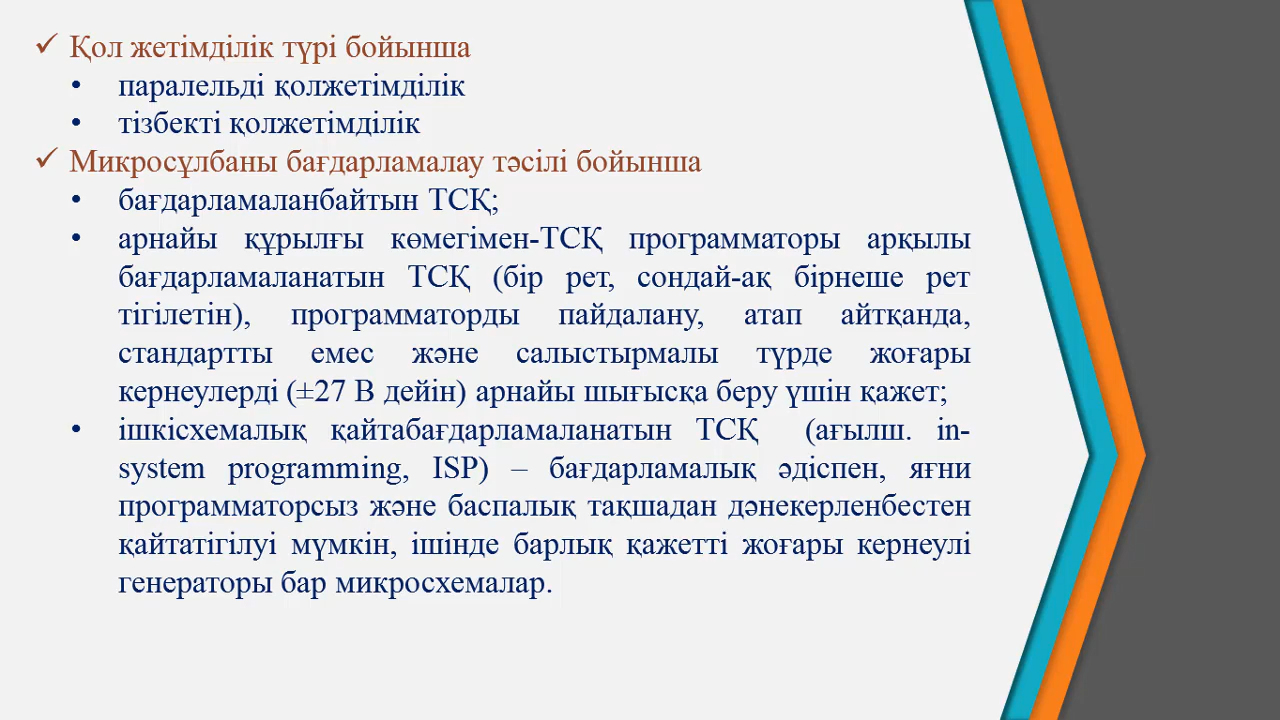 ✓ Қол жетімділік түрі бойынша
• паралельді қолжетімділік
• тізбекті қолжетімділік
✓ Микросұлбаны бағдарламалау тәсілі бойынша
• бағдарламаланбайтын ТСҚ;
• арнайы құрылғы көмегімен-ТСҚ программаторы арқылы
бағдарламаланатын ТСҚ (бір рет, сондай-ақ бірнеше рет
тігілетін), программаторды пайдалану, атап айтқанда,
стандартты емес және салыстырмалы түрде жоғары
кернеулерді (±27 В дейін) арнайы шығысқа беру үшін қажет;
• ішкісхемалық қайтабағдарламаланатын ТСҚ (ағылш. in-
system programming, ISP) – бағдарламалық әдіспен, яғни
программаторсыз және баспалық тақшадан дәнекерленбестен
қайтатігілуі мүмкін, ішінде барлық қажетті жоғары кернеулі
генераторы бар микросхемалар.